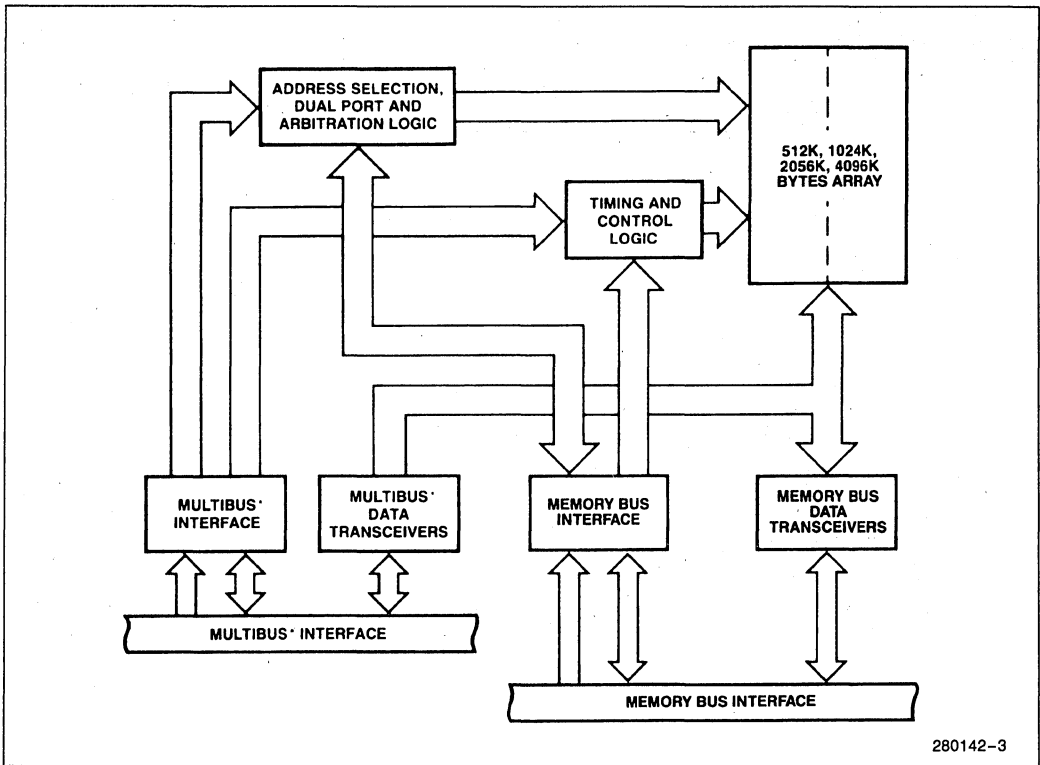 ADDRESS SELECTION,
DUAL PORT AND
ARBITRATION LOGIC
512K, 1024K,
2056K, 4096K
BYTES ARRAY
TIMING AND
CONTROL
LOGIC
MULTIBUS*
INTERFACE
MULTIBUS*
DATA
TRANSCEIVERS
MEMORY BUS
INTERFACE
MEMORY BUS
DATA
TRANSCEIVERS
MULTIBUS* INTERFACE
MEMORY BUS INTERFACE
280142-3